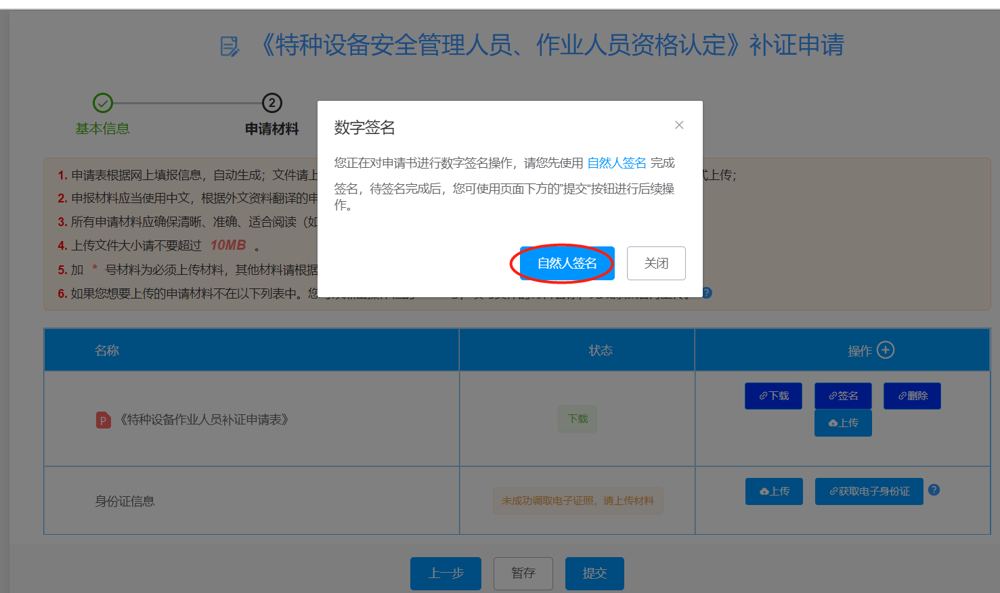 《特种设备安全管理人员、作业人员资格认定》补证申请
2
基本信息
申请材料
数字签名
您正在对申请书进行数字签名操作，请您先使用 自然人签名 完成
签名，待签名完成后，您可使用页面下方的”提交“按钮进行后续操
作。
自然人签名
关闭
1. 申请表根据网上填报信息，自动生成；文件请上
式上传；
2. 申报材料应当使用中文，根据外文资料翻译的申
3. 所有申请材料应确保清晰、准确、适合阅读（如
4. 上传文件大小请不要超过 10MB 。
5. 加 * 号材料为必须上传材料，其他材料请根据
6. 如果您想要上传的申请材料不在以下列表中。您
?
名称 状态 操作
P 《特种设备作业人员补证申请表》 下载 下载 签名 删除
上传
身份证信息 未成功调取电子证照，请上传材料 上传 获取电子身份证 ?
上一步 暂存 提交